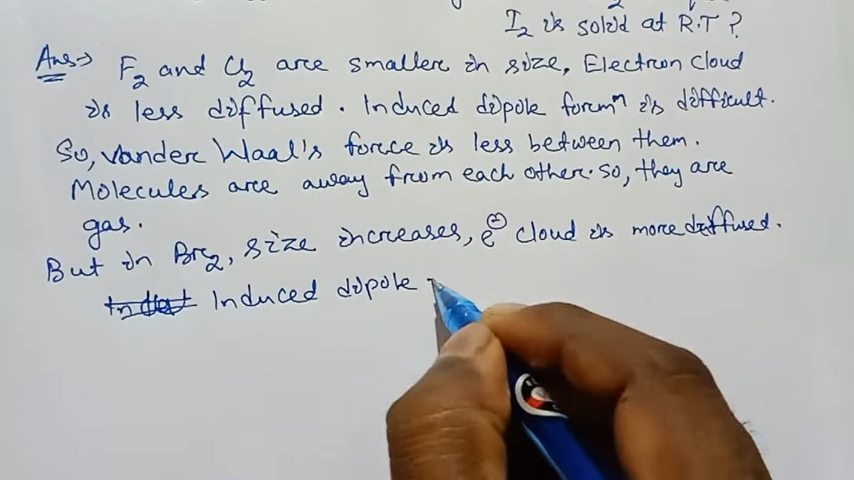 I₂ is solid at R.T ?
Ans→ F₂ and Cl₂ are smaller in size, Electron cloud
is less diffused. Induced dipole formⁿ is difficult.
So, vander Waal's force is less between them.
Molecules are away from each other. so, they are
gas.
But in Br₂, size increases, e⊖ cloud is more diffused.
Induced dipole